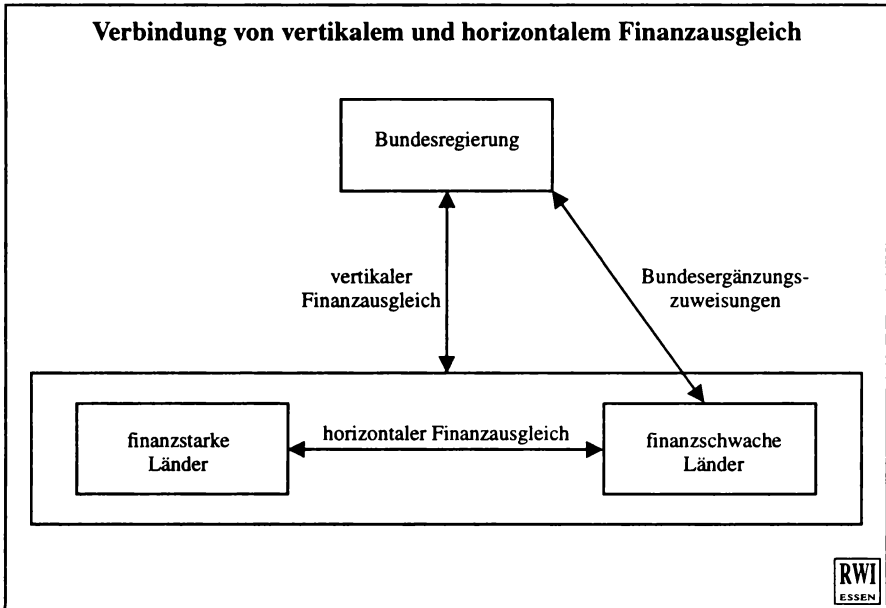 Verbindung von vertikalem und horizontalem Finanzausgleich
Bundesregierung
vertikaler
Finanzausgleich
Bundesergänzungs-
zuweisungen
finanzstarke
Länder
horizontaler Finanzausgleich
finanzschwache
Länder
RWI
ESSEN